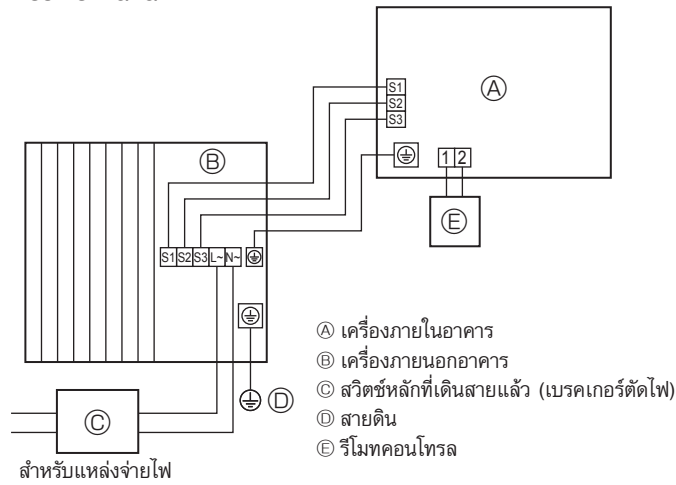 S1
Ⓐ
S2
S3
Ⓑ
1 2
Ⓔ
S1 S2 S3 L~ N~
Ⓐ เครื่องภายในอาคาร
Ⓑ เครื่องภายนอกอาคาร
Ⓒ สวิตช์หลักที่เดินสายแล้ว (เบรคเกอร์ตัดไฟ)
Ⓓ
Ⓓ สายดิน
Ⓒ
Ⓔ รีโมทคอนโทรล
สำหรับแหล่งจ่ายไฟ